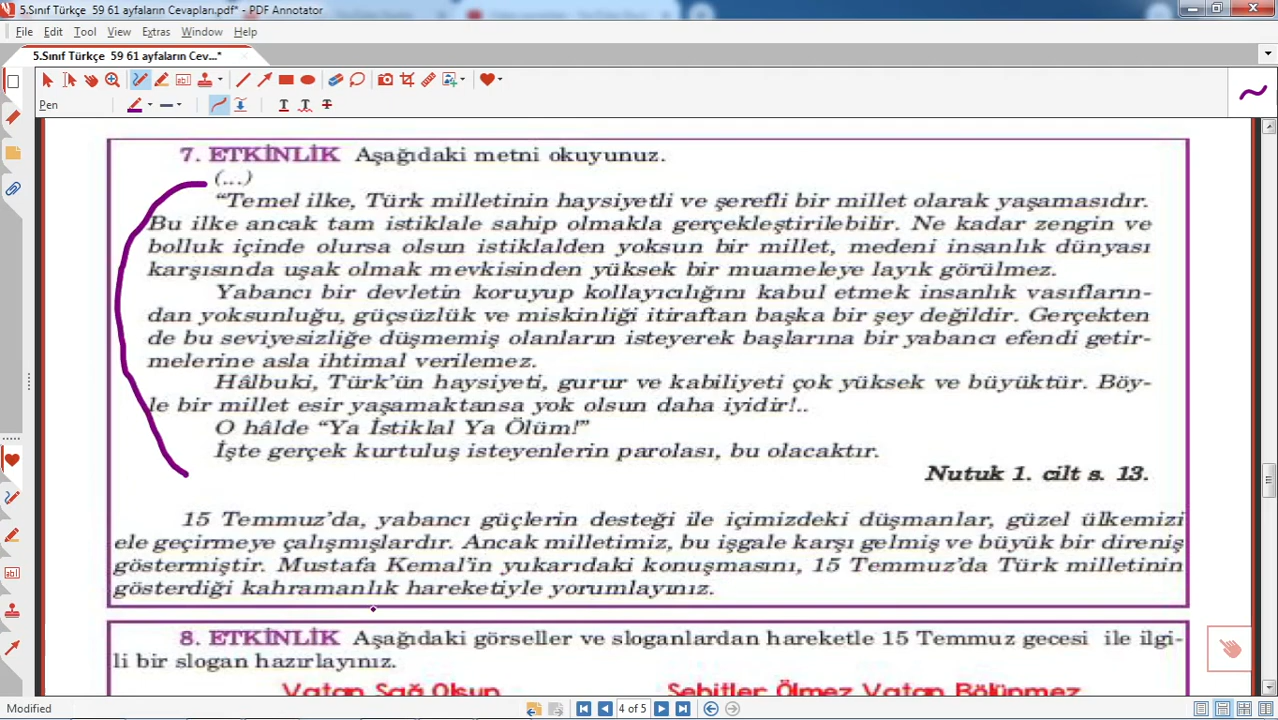 5.Sınıf Türkçe 59 61 ayfaların Cevapları.pdf* - PDF Annotator
File Edit Tool View Extras Window Help
5.Sınıf Türkçe 59 61 ayfaların Cev..."
Pen
7. ETKİNLİK Aşağıdaki metni okuyunuz.
(...)
“Temel ilke, Türk milletinin haysiyetli ve şerefli bir millet olarak yaşamasıdır.
Bu ilke ancak tam istiklale sahip olmakla gerçekleştirilebilir. Ne kadar zengin ve
bolluk içinde olursa olsun istiklalden yoksun bir millet, medeni insanlık dünyası
karşısında uşak olmak mevkisinden yüksek bir muameleye layık görülmez.
Yabancı bir devletin koruyup kollayıcılığını kabul etmek insanlık vasıfların-
dan yoksunluğu, güçsüzlük ve miskinliği itiraftan başka bir şey değildir. Gerçekten
de bu seviyesizliğe düşmemiş olanların isteyerek başlarına bir yabancı efendi getir-
melerine asla ihtimal verilemez.
Hâlbuki, Türk’ün haysiyeti, gurur ve kabiliyeti çok yüksek ve büyüktür. Böy-
le bir millet esir yaşamaktansa yok olsun daha iyidir!..
O hâlde “Ya İstiklal Ya Ölüm!”
İşte gerçek kurtuluş isteyenlerin parolası, bu olacaktır.
Nutuk 1. cilt s. 13.
15 Temmuz’da, yabancı güçlerin desteği ile içimizdeki düşmanlar, güzel ülkemizi
ele geçirmeye çalışmışlardır. Ancak milletimiz, bu işgale karşı gelmiş ve büyük bir direniş
göstermiştir. Mustafa Kemal’in yukarıdaki konuşmasını, 15 Temmuz’da Türk milletinin
gösterdiği kahramanlık hareketiyle yorumlayınız.
8. ETKİNLİK Aşağıdaki görseller ve sloganlardan hareketle 15 Temmuz gecesi ile ilgi-
li bir slogan hazırlayınız.
Vatan Sağ Olsun Şehitler Ölmez Vatan Bölünmez
Modified 4 of 5